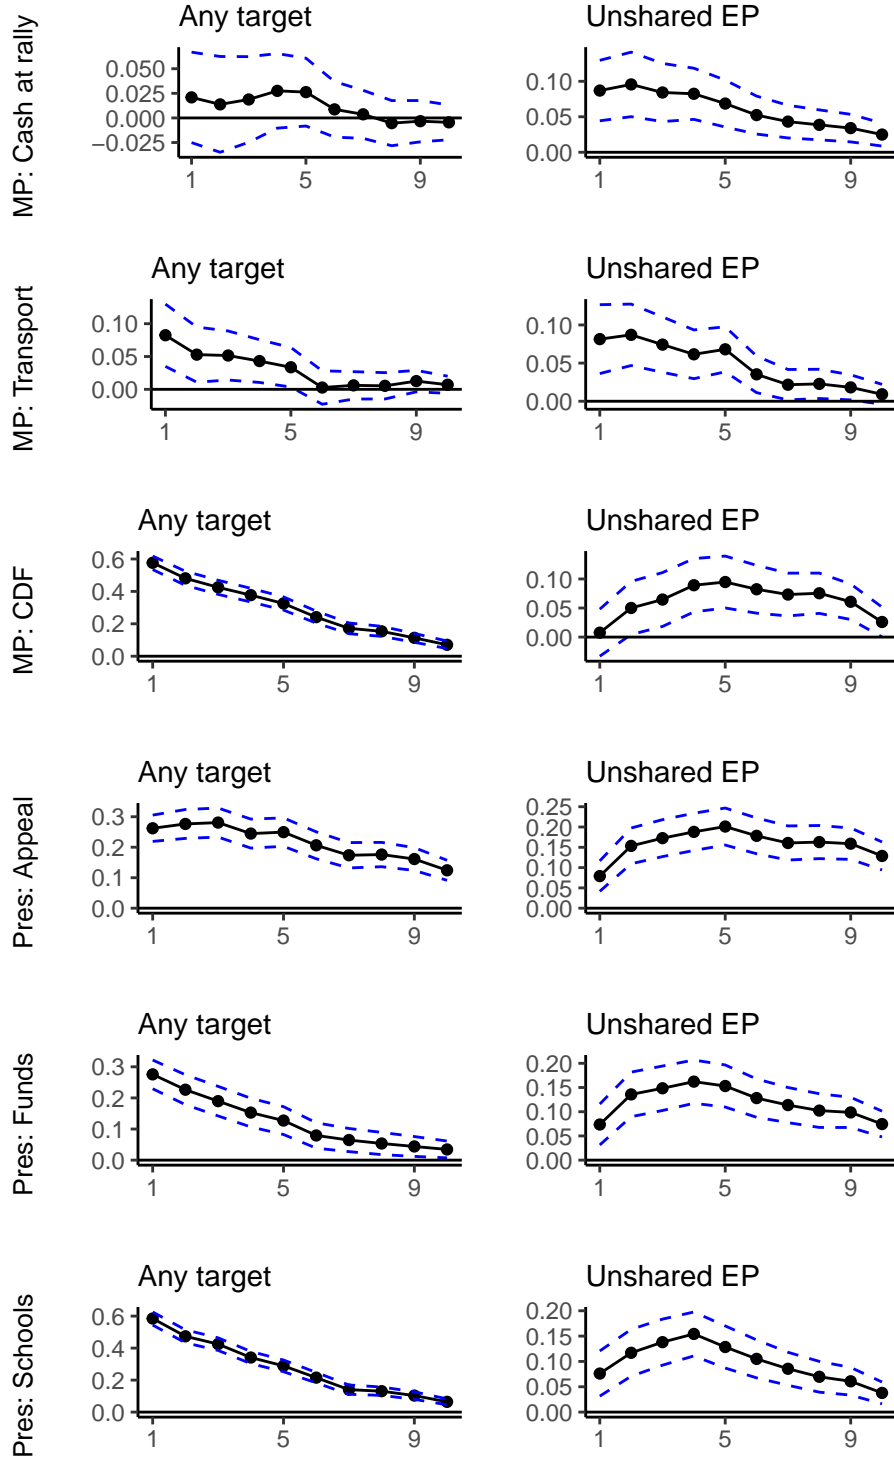 MP: Cash at rally
Any target
0.050
0.025
0.000
−0.025
1 5 9
Unshared EP
0.10
0.05
0.00
1 5 9
MP: Transport
Any target
0.10
0.05
0.00
1 5 9
Unshared EP
0.10
0.05
0.00
1 5 9
MP: CDF
Any target
0.6
0.4
0.2
0.0
1 5 9
Unshared EP
0.10
0.05
0.00
1 5 9
Pres: Appeal
Any target
0.3
0.2
0.1
0.0
1 5 9
Unshared EP
0.25
0.20
0.15
0.10
0.05
0.00
1 5 9
Pres: Funds
Any target
0.3
0.2
0.1
0.0
1 5 9
Unshared EP
0.20
0.15
0.10
0.05
0.00
1 5 9
Pres: Schools
Any target
0.6
0.4
0.2
0.0
1 5 9
Unshared EP
0.20
0.15
0.10
0.05
0.00
1 5 9